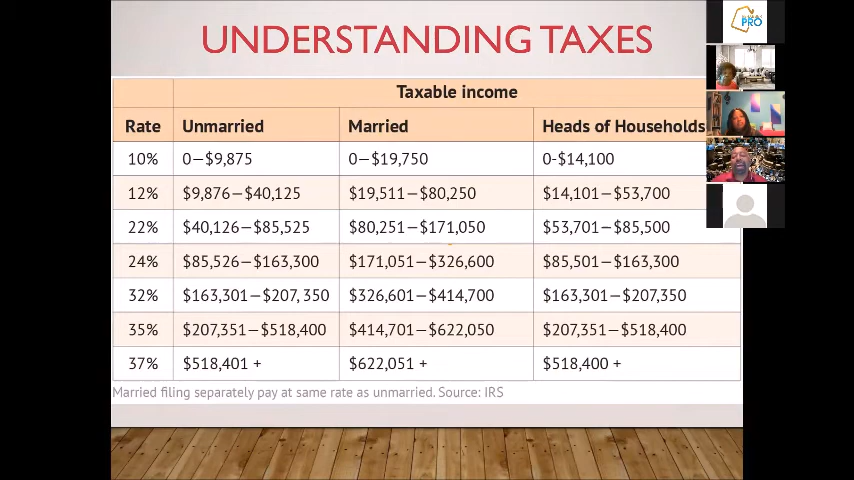 UNDERSTANDING TAXES
Taxable income
Rate Unmarried Married Heads of Households
10% 0—$9,875 0—$19,750 0-$14,100
12% $9,876—$40,125 $19,511—$80,250 $14,101—$53,700
22% $40,126—$85,525 $80,251—$171,050 $53,701—$85,500
24% $85,526—$163,300 $171,051—$326,600 $85,501—$163,300
32% $163,301—$207, 350 $326,601—$414,700 $163,301—$207,350
35% $207,351—$518,400 $414,701—$622,050 $207,351—$518,400
37% $518,401 + $622,051 + $518,400 +
Married filing separately pay at same rate as unmarried. Source: IRS
PRO